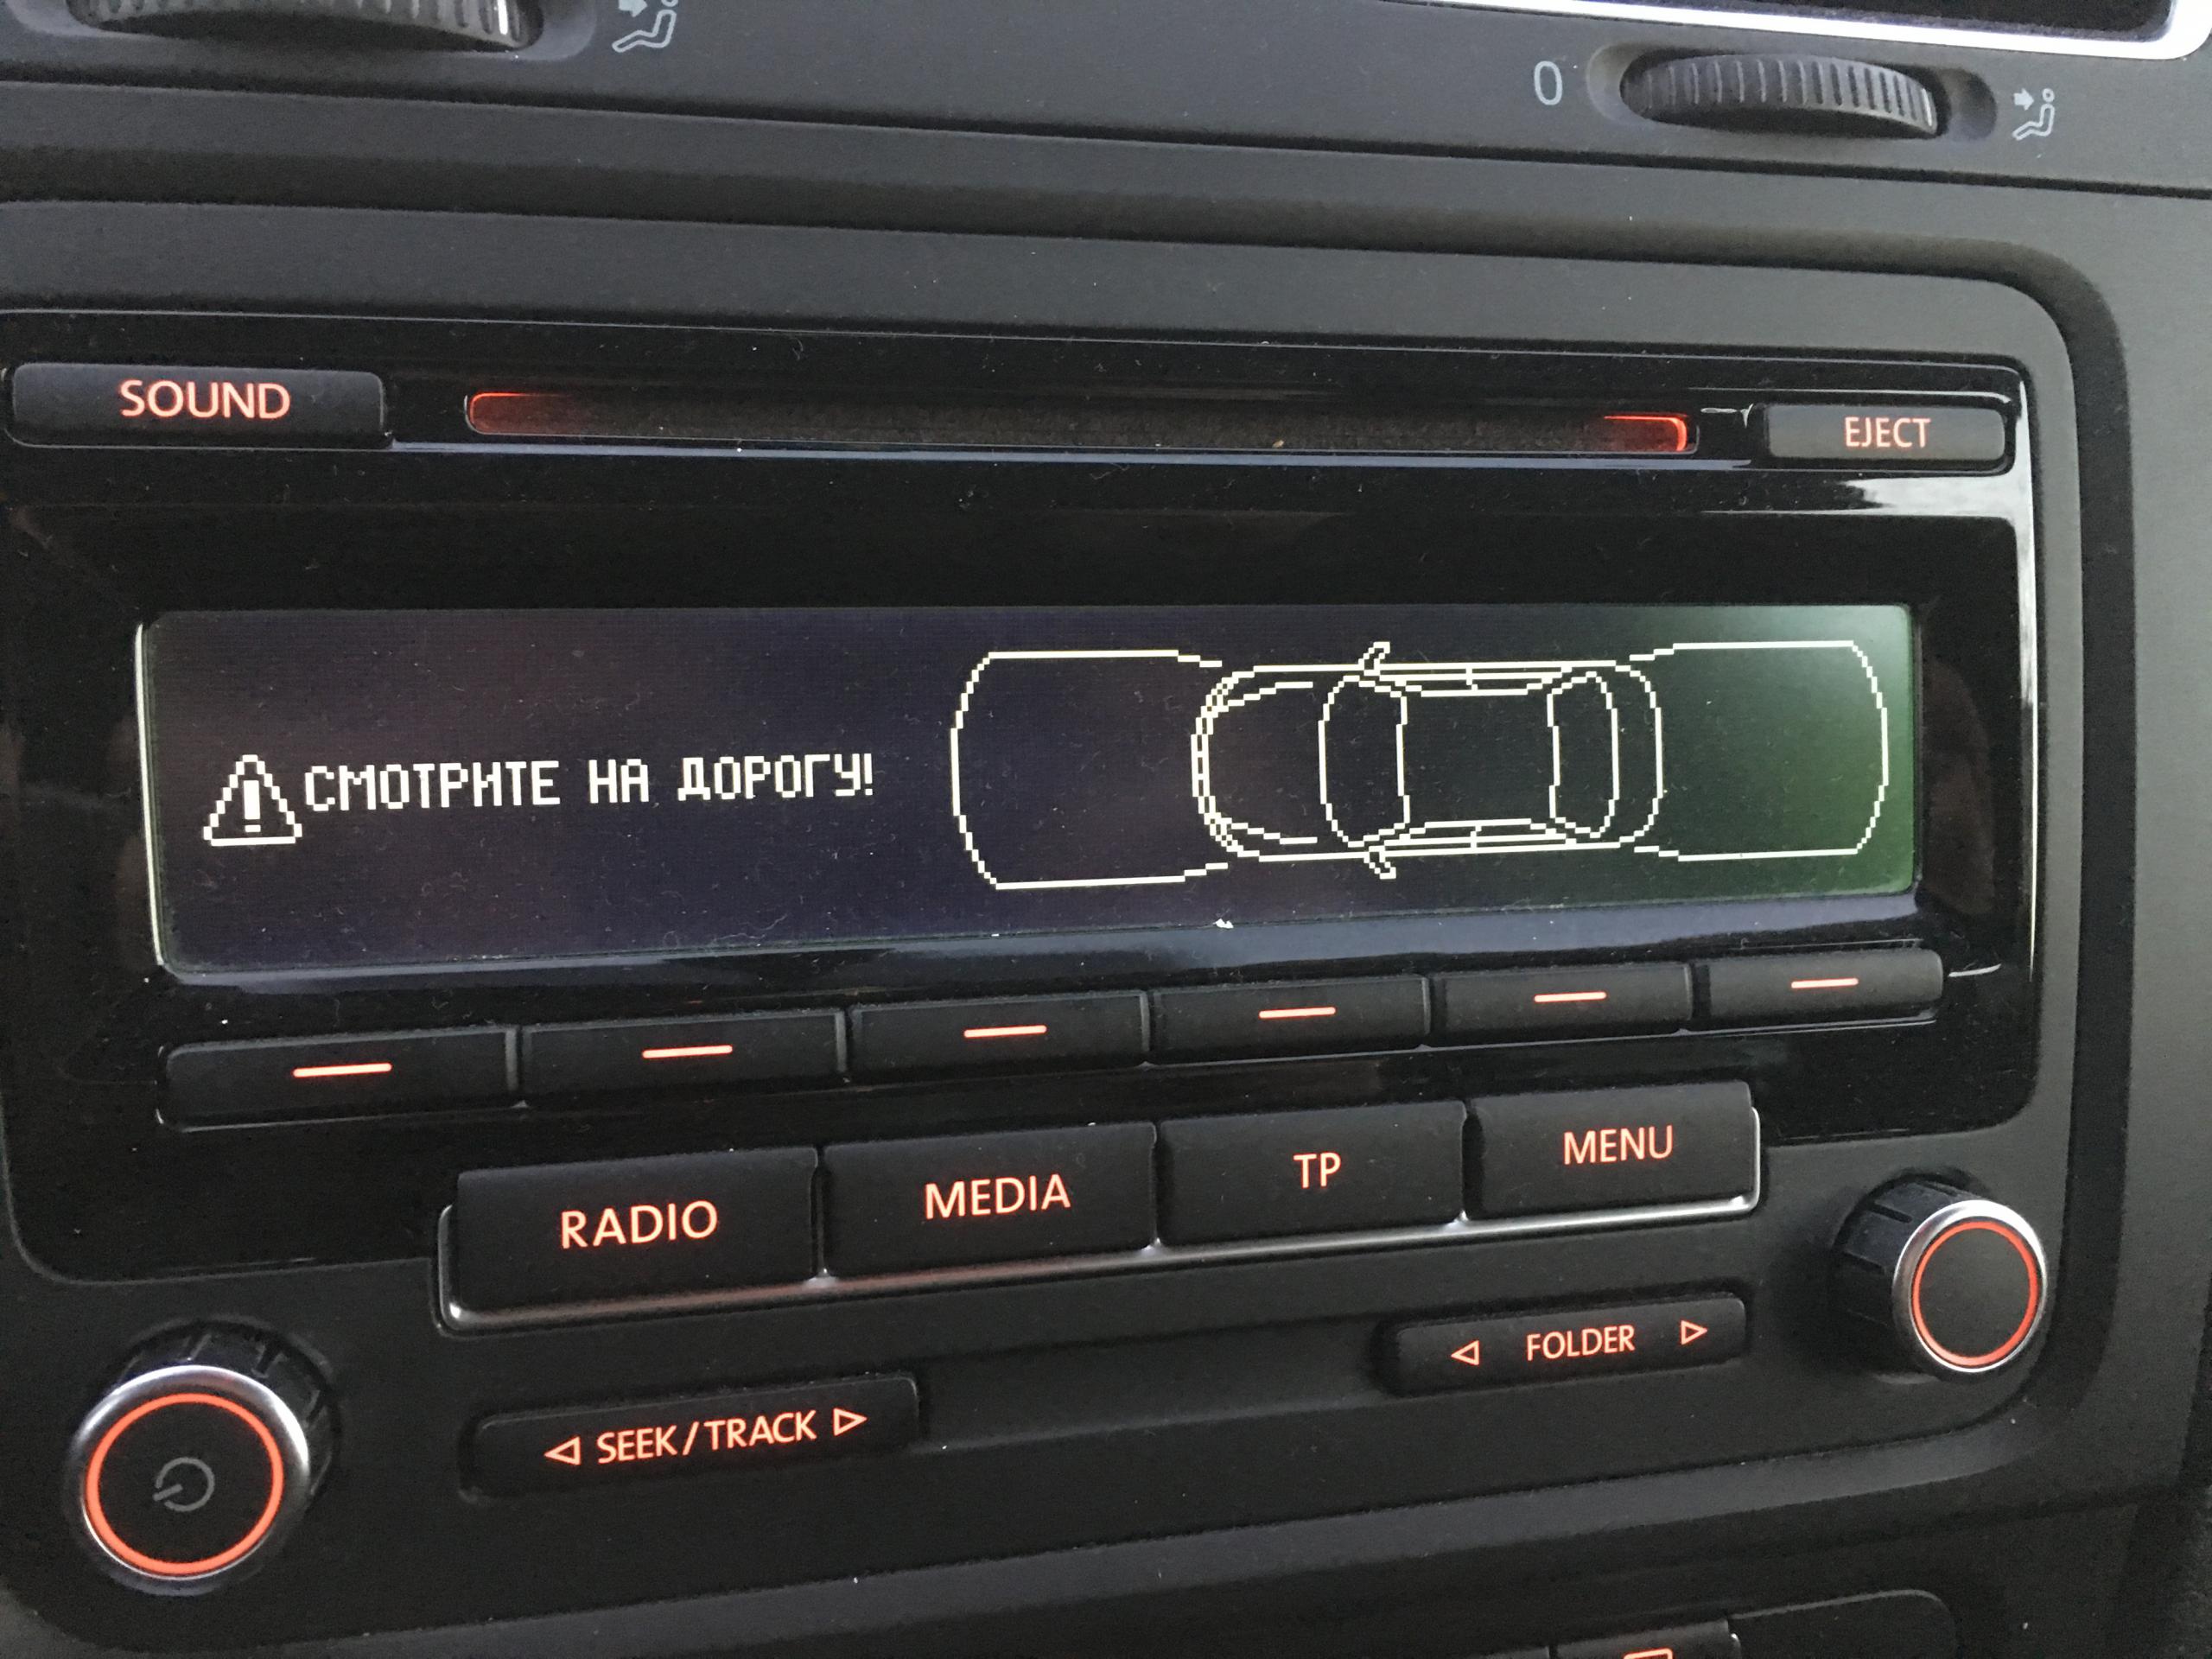 0
SOUND
EJECT
СМОТРИТЕ НА ДОРОГУ!
RADIO
MEDIA
TP
MENU
SEEK/TRACK
FOLDER